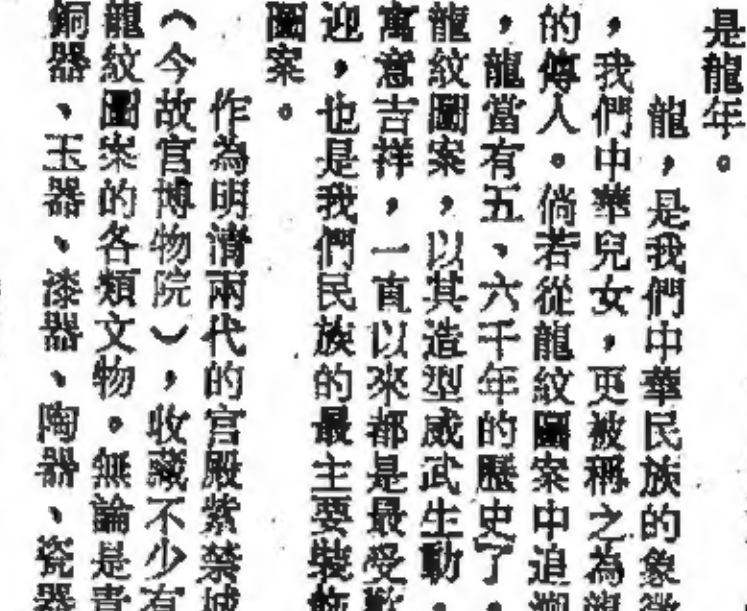 是龍年。
龍，是我們中華民族的象徵
，我們中華兒女，更被稱之為龍
的傳人。倘若從龍紋圖案中追溯
，龍當有五、六千年的歷史了。
龍紋圖案，以其造型威武生動，
寓意吉祥，一直以來都是最受歡
迎，也是我們民族的最主要裝飾
圖案。
作為明清兩代的宮殿紫禁城
（今故宮博物院），收藏不少有
龍紋圖案的各類文物。無論是青
銅器、玉器、漆器、陶器、瓷器